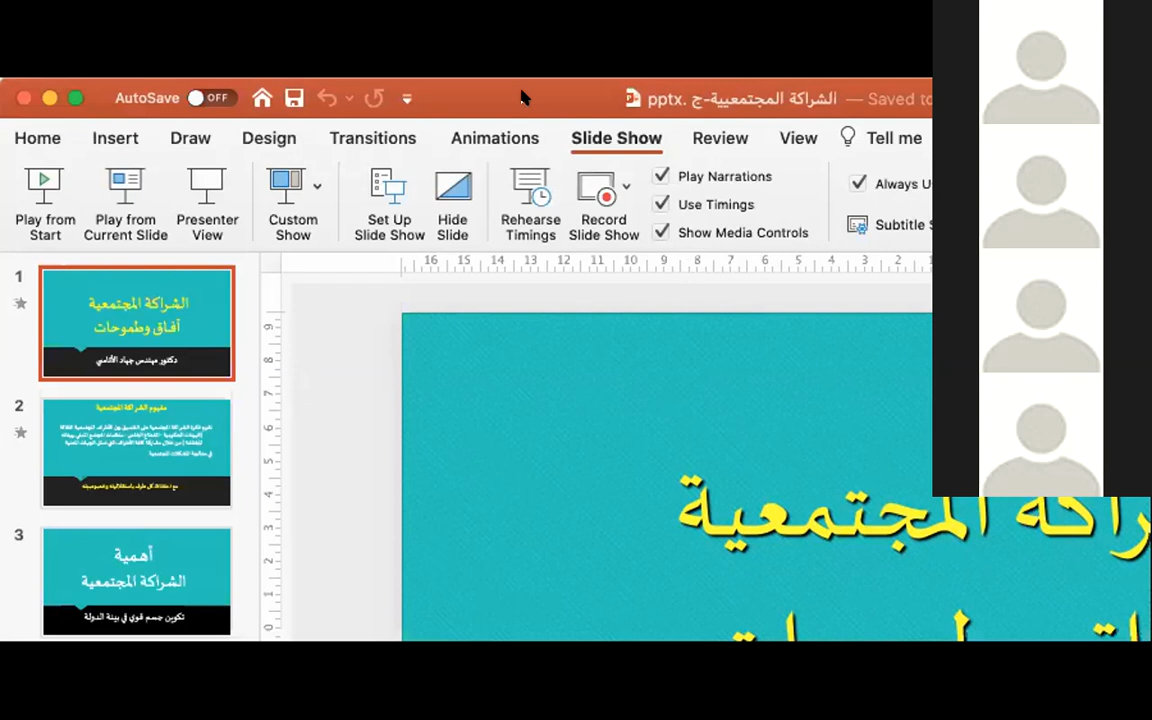 AutoSave OFF
الشراكة المجتمعيية-ج .pptx — Saved to
Home Insert Draw Design Transitions Animations Slide Show Review View Tell me
Play from Start
Play from Current Slide
Presenter View
Custom Show
Set Up Slide Show
Hide Slide
Rehearse Timings
Record Slide Show
Play Narrations
Use Timings
Show Media Controls
Always U
Subtitle S
16 15 14 13 12 11 10 9 8 7 6 5 4 3 2 1
9 8 7 6 5 4 3 2 1 0
1
الشراكة المجتمعية
آفاق وطموحات
دكتور مهندس جهاد
2
مفهوم الشراكة المجتمعية
في معالجة المشكلات المجتمعية
3
أهمية
الشراكة المجتمعية
تكوين جسم قوي في بيئة الدولة
راكة المجتمعية